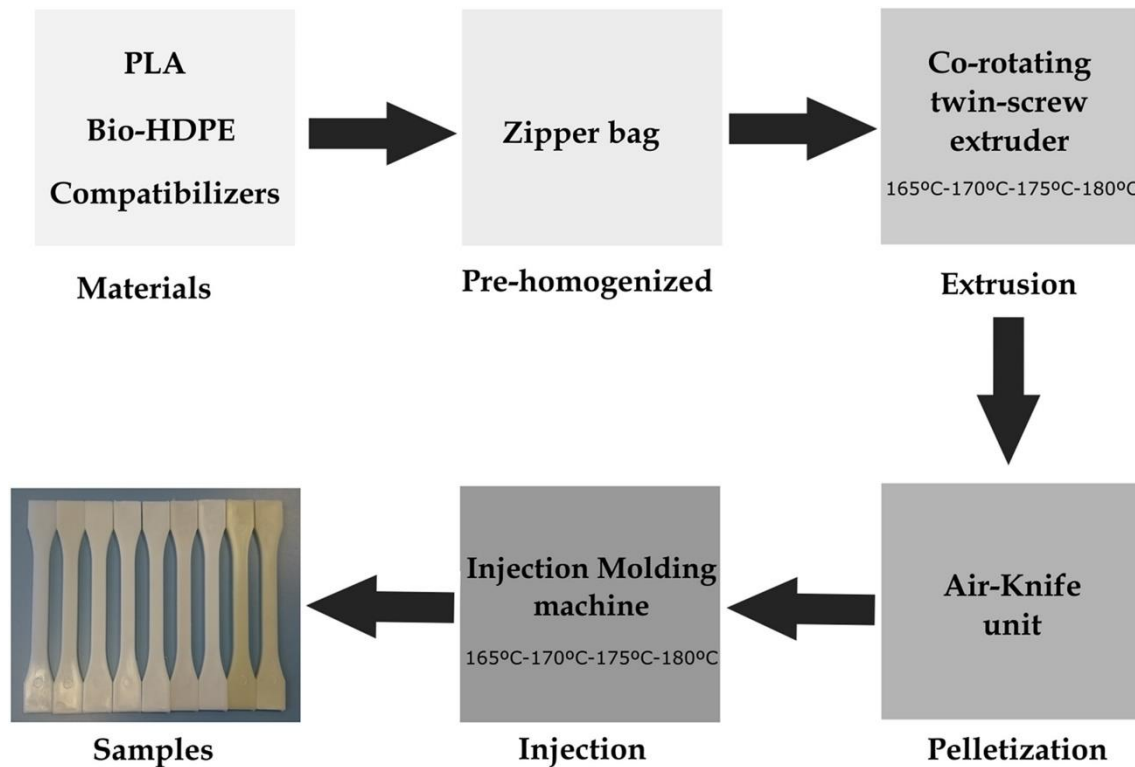 PLA
Bio-HDPE
Compatibilizers
Materials
Zipper bag
Pre-homogenized
Co-rotating
twin-screw
extruder
165ºC-170ºC-175ºC-180ºC
Extrusion
Air-Knife
unit
Pelletization
Injection Molding
machine
165ºC-170ºC-175ºC-180ºC
Injection
Samples